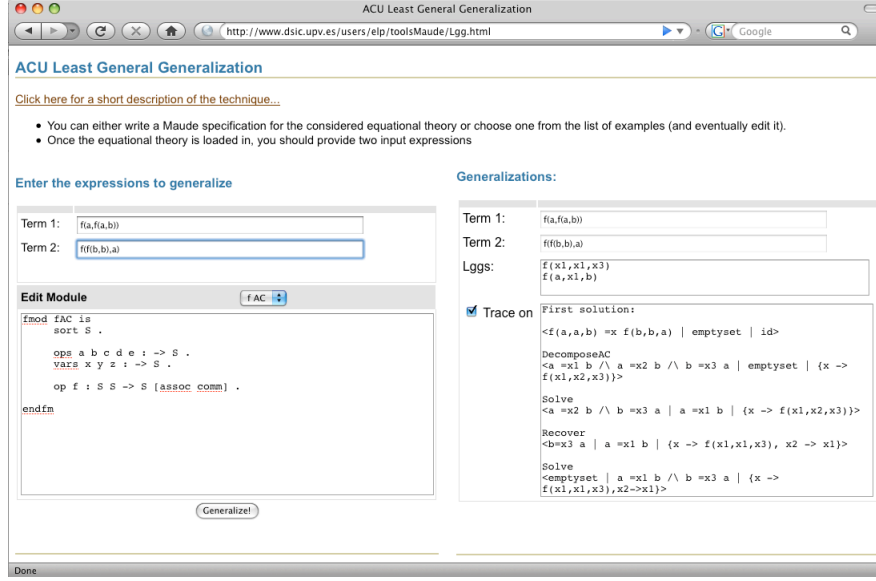 ACU Least General Generalization
http://www.dsic.upv.es/users/elp/toolsMaude/Lgg.html
G Google
ACU Least General Generalization
Click here for a short description of the technique...
• You can either write a Maude specification for the considered equational theory or choose one from the list of examples (and eventually edit it).
• Once the equational theory is loaded in, you should provide two input expressions
Enter the expressions to generalize
Term 1: f(a,f(a,b))
Term 2: f(f(b,b),a)
Edit Module f AC
fmod fAC is
sort S .
ops a b c d e : -> S .
vars x y z : -> S .
op f : S S -> S [assoc comm] .
endfm
Generalize!
Generalizations:
Term 1: f(a,f(a,b))
Term 2: f(f(b,b),a)
Lggs: f(x1,x1,x3)
f(a,x1,b)
Trace on First solution:
<f(a,a,b) =x f(b,b,a) | emptyset | id>
DecomposeAC
<a =x1 b /\ a =x2 b /\ b =x3 a | emptyset | {x ->
f(x1,x2,x3)}>
Solve
<a =x2 b /\ b =x3 a | a =x1 b | {x -> f(x1,x2,x3)}>
Recover
<b=x3 a | a =x1 b | {x -> f(x1,x1,x3), x2 -> x1}>
Solve
<emptyset | a =x1 b /\ b =x3 a | {x ->
f(x1,x1,x3),x2->x1}>
Done